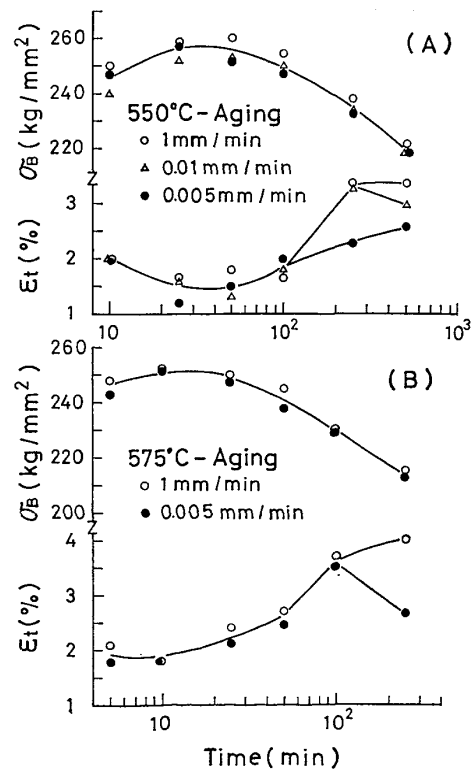 (A)
260
240
220
σB (kg/mm²)
550°C-Aging
○ 1mm/min
△ 0.01mm/min
● 0.005mm/min
3
2
1
εt (%)
10
10²
10³
(B)
260
240
220
200
σB (kg/mm²)
575°C-Aging
○ 1mm/min
● 0.005mm/min
4
3
2
1
εt (%)
10
10²
Time(min)